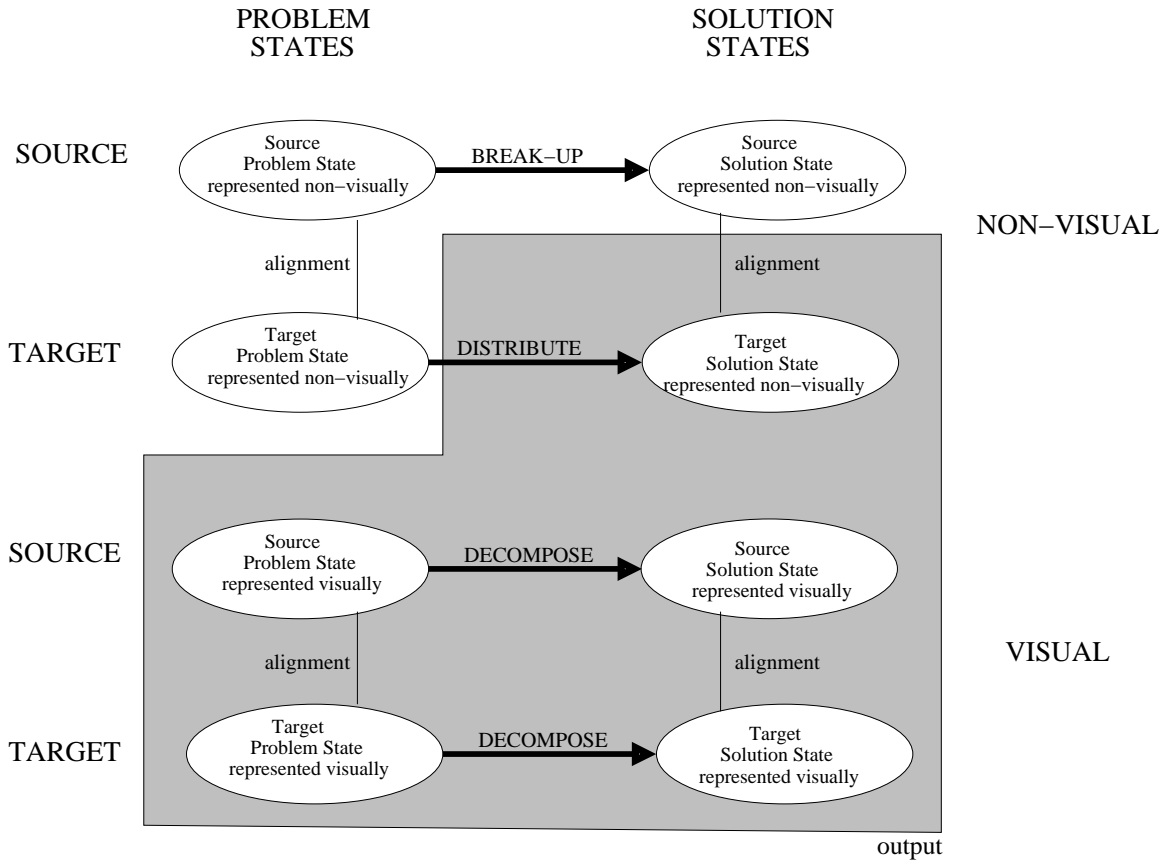 PROBLEM
STATES
SOLUTION
STATES
SOURCE
Source
Problem State
represented non−visually
BREAK−UP
Source
Solution State
represented non−visually
NON−VISUAL
alignment
alignment
TARGET
Target
Problem State
represented non−visually
DISTRIBUTE
Target
Solution State
represented non−visually
SOURCE
Source
Problem State
represented visually
DECOMPOSE
Source
Solution State
represented visually
alignment
alignment
VISUAL
TARGET
Target
Problem State
represented visually
DECOMPOSE
Target
Solution State
represented visually
output